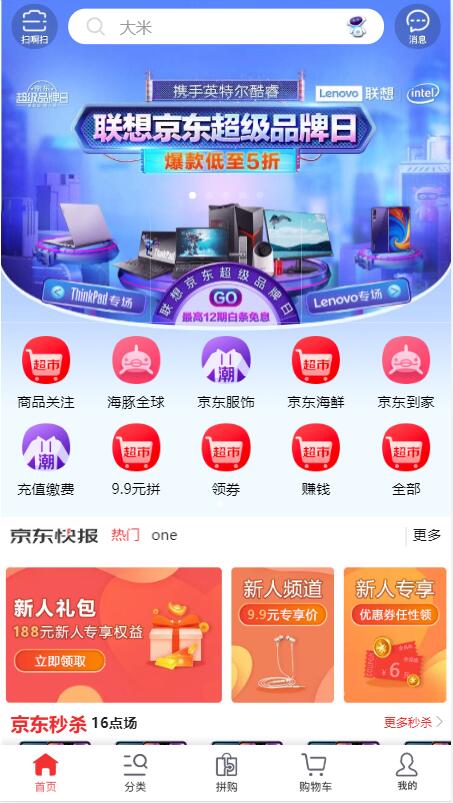 大米
扫啊扫
消息
京东
超级品牌日
携手英特尔酷睿
Lenovo 联想
intel
联想京东超级品牌日
爆款低至5折
ThinkPad专场
联想京东超级品牌日
GO
最高12期白条免息
Lenovo专场
超市
潮
超市
商品关注
海豚全球
京东服饰
京东海鲜
京东到家
潮
超市
超市
超市
超市
充值缴费
9.9元拼
领券
赚钱
全部
京东快报
热门
one
更多
新人礼包
188元新人专享权益
立即领取
新人频道
9.9元专享价
新人专享
优惠券任性领
6
京东秒杀
16点场
更多秒杀
首页
分类
拼购
购物车
我的